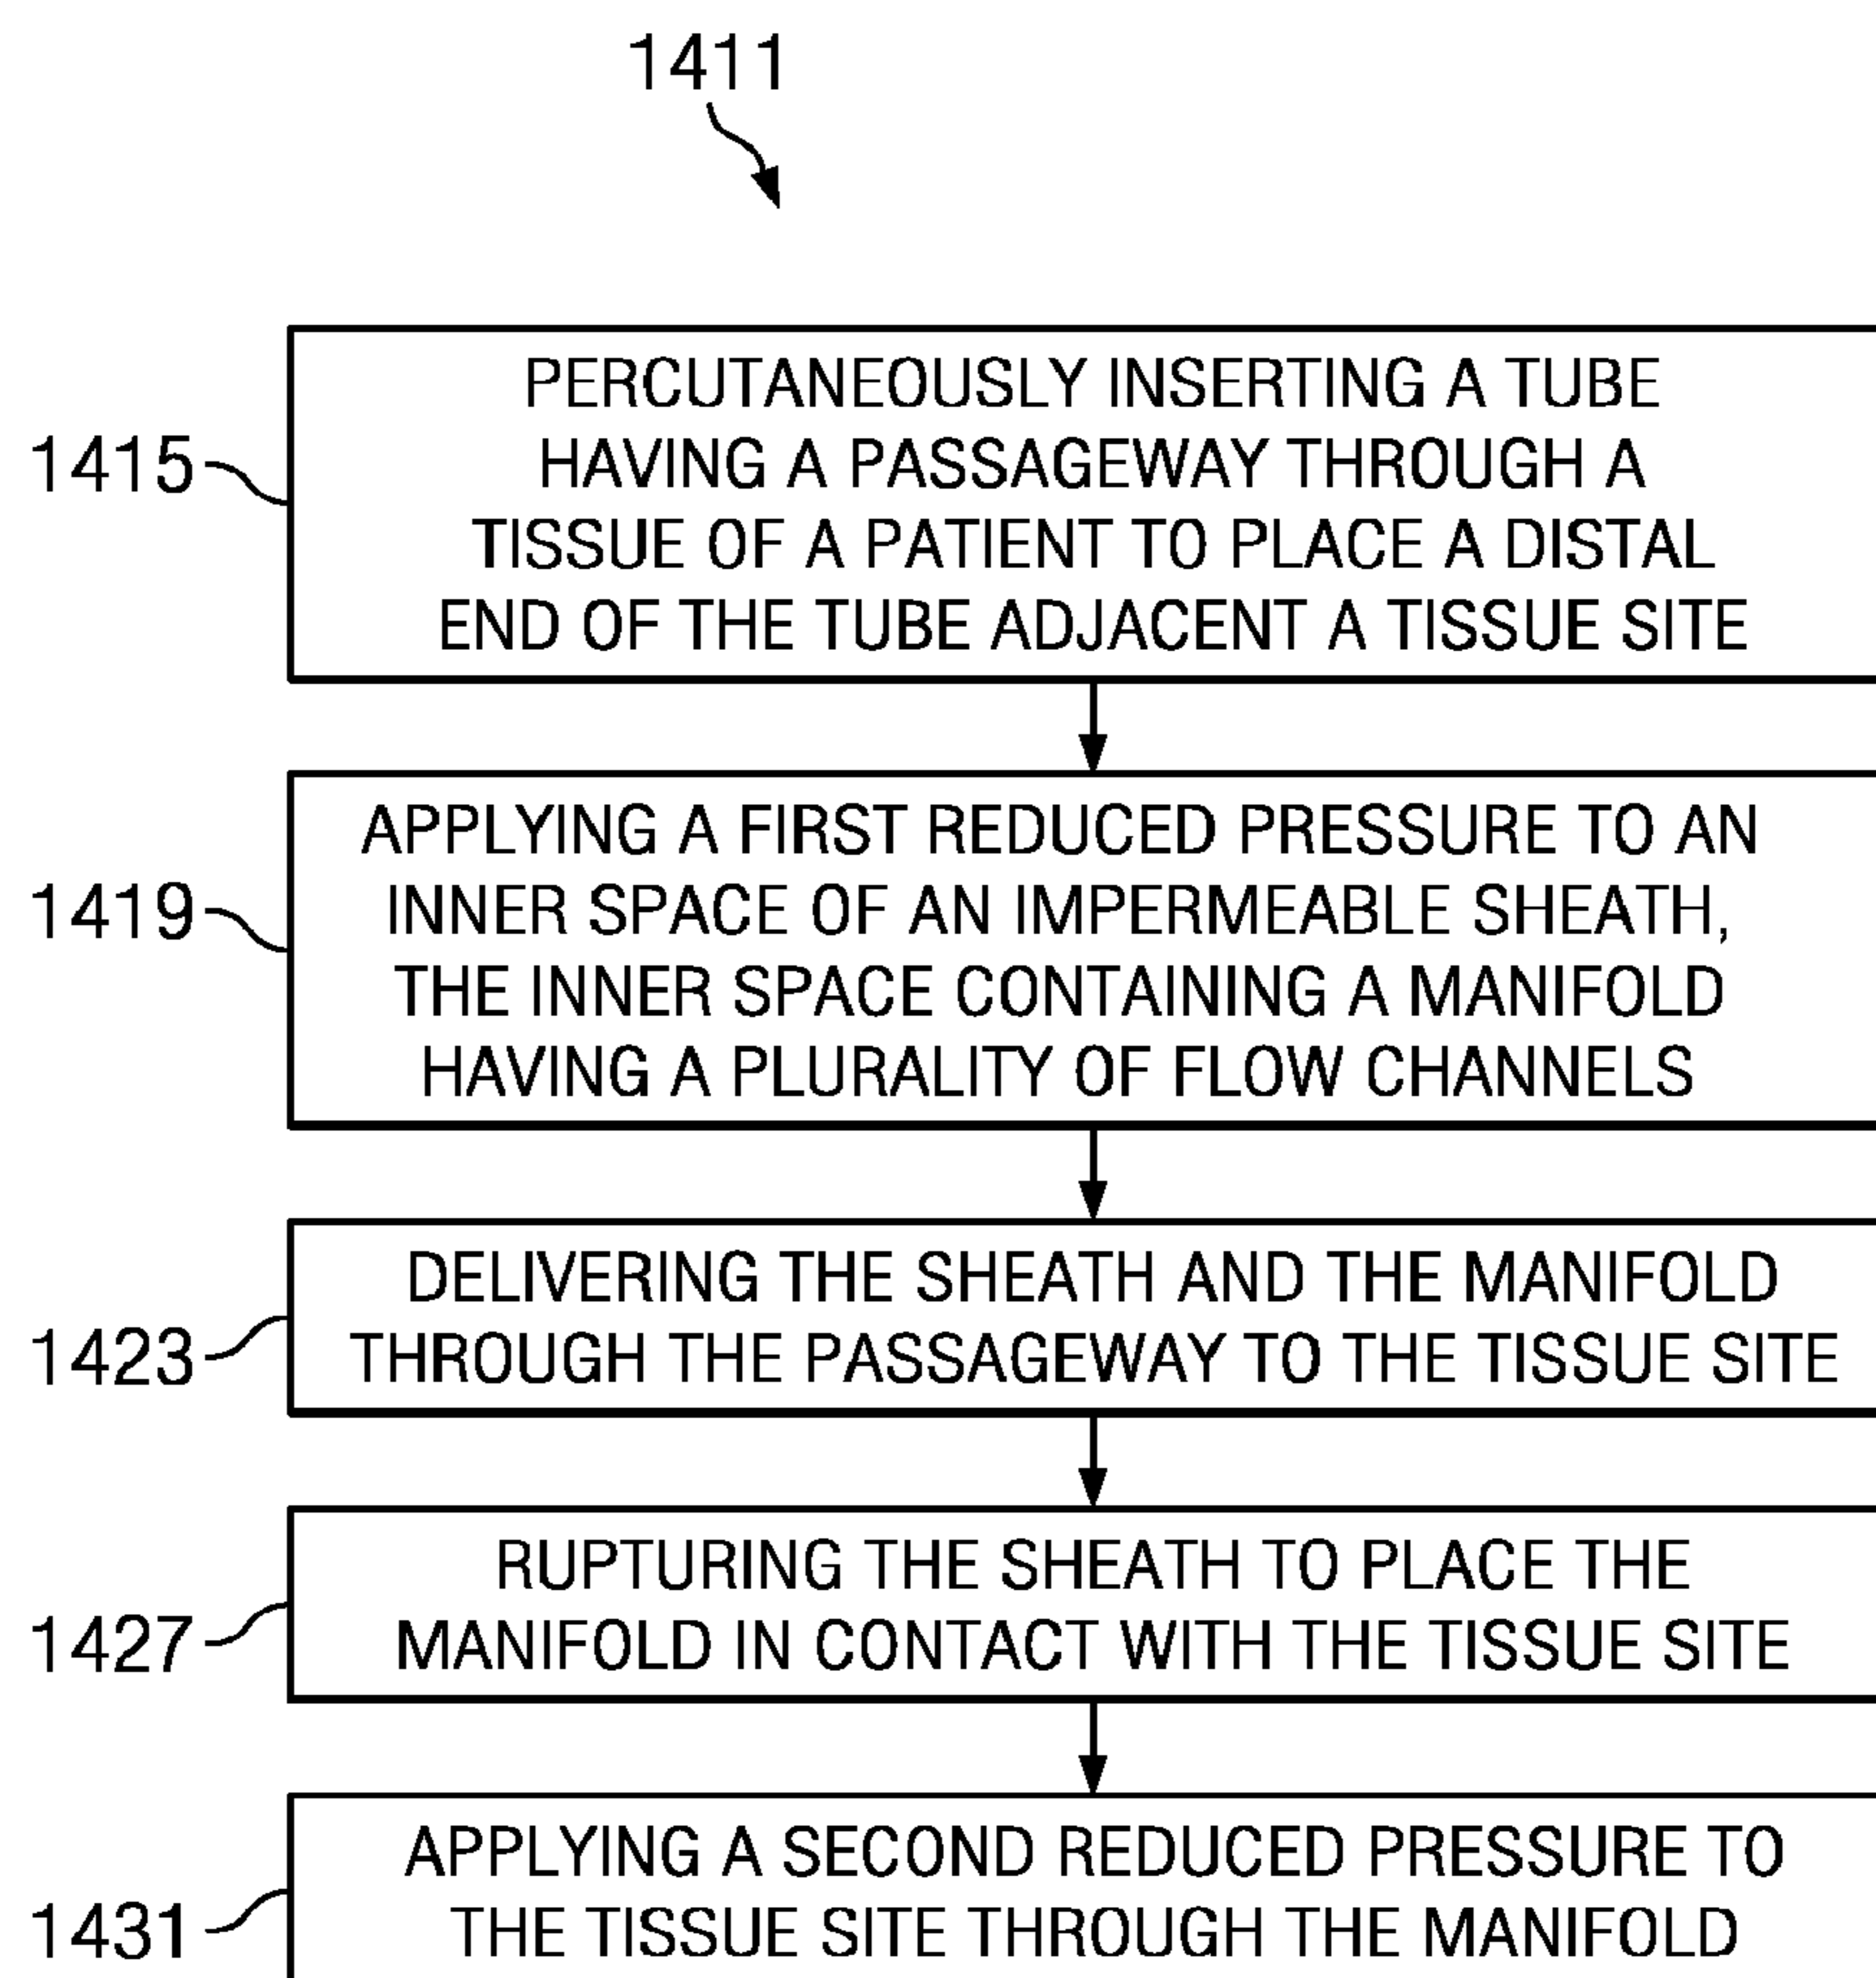 1411
1415
PERCUTANEOUSLY INSERTING A TUBE
HAVING A PASSAGEWAY THROUGH A
TISSUE OF A PATIENT TO PLACE A DISTAL
END OF THE TUBE ADJACENT A TISSUE SITE
1419
APPLYING A FIRST REDUCED PRESSURE TO AN
INNER SPACE OF AN IMPERMEABLE SHEATH,
THE INNER SPACE CONTAINING A MANIFOLD
HAVING A PLURALITY OF FLOW CHANNELS
1423
DELIVERING THE SHEATH AND THE MANIFOLD
THROUGH THE PASSAGEWAY TO THE TISSUE SITE
1427
RUPTURING THE SHEATH TO PLACE THE
MANIFOLD IN CONTACT WITH THE TISSUE SITE
1431
APPLYING A SECOND REDUCED PRESSURE TO
THE TISSUE SITE THROUGH THE MANIFOLD